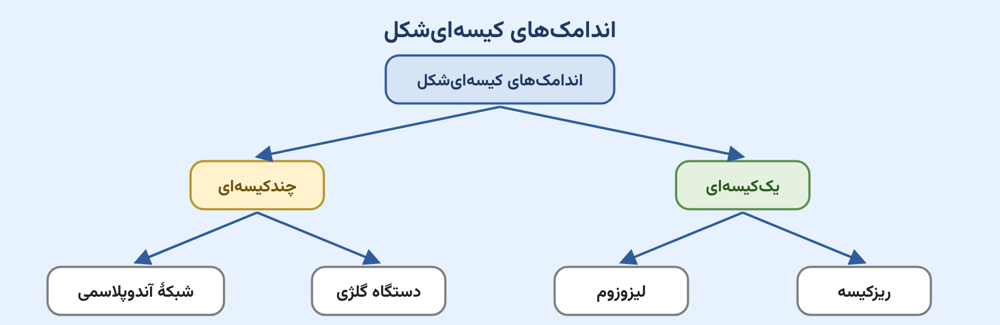 اندامک‌های کیسه‌ای‌شکل
اندامک‌های کیسه‌ای‌شکل
یک‌کیسه‌ای
چندکیسه‌ای
ریزکیسه
لیزوزوم
دستگاه گلژی
شبکهٔ آندوپلاسمی